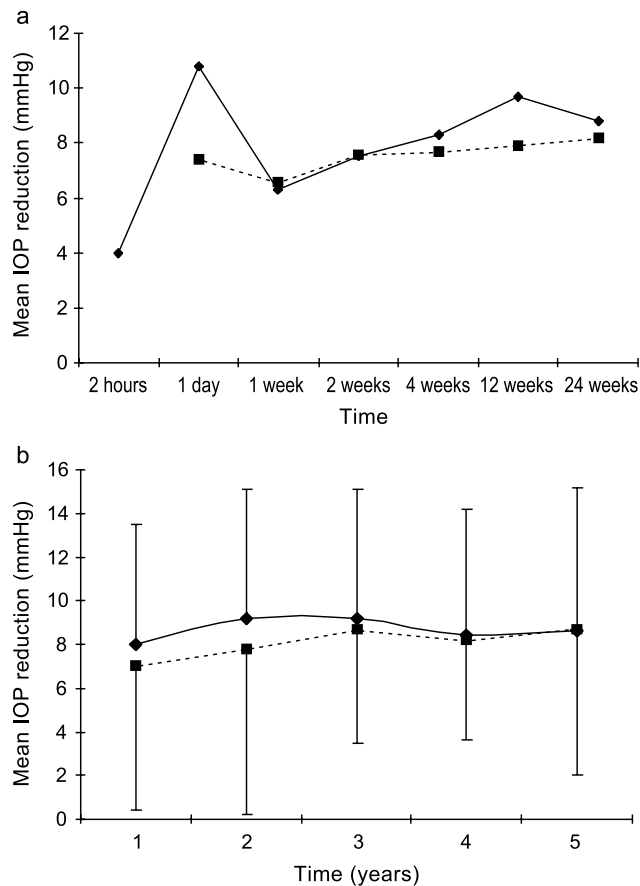 a
Mean IOP reduction (mmHg)
12
10
8
6
4
2
0
2 hours 1 day 1 week 2 weeks 4 weeks 12 weeks 24 weeks
Time
b
Mean IOP reduction (mmHg)
16
14
12
10
8
6
4
2
0
1 2 3 4 5
Time (years)